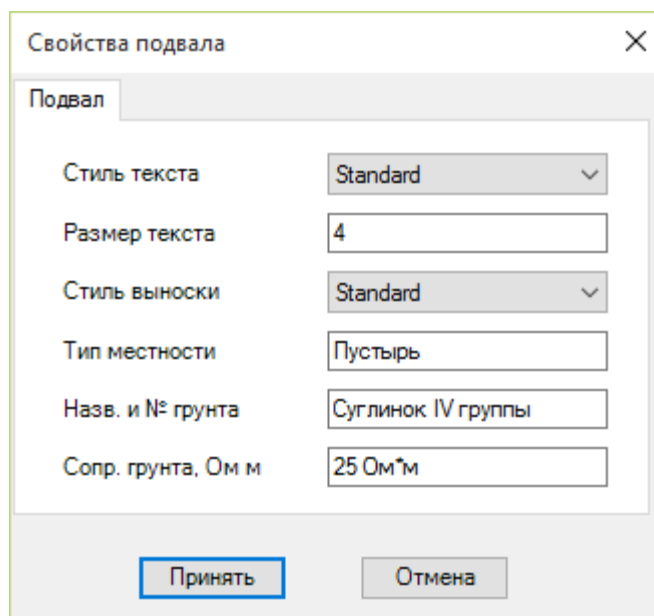 Свойства подвала
Подвал
Стиль текста Standard
Размер текста 4
Стиль выноски Standard
Тип местности Пустырь
Назв. и № грунта Суглинок IV группы
Сопр. грунта, Ом м 25 Ом*м
Принять Отмена